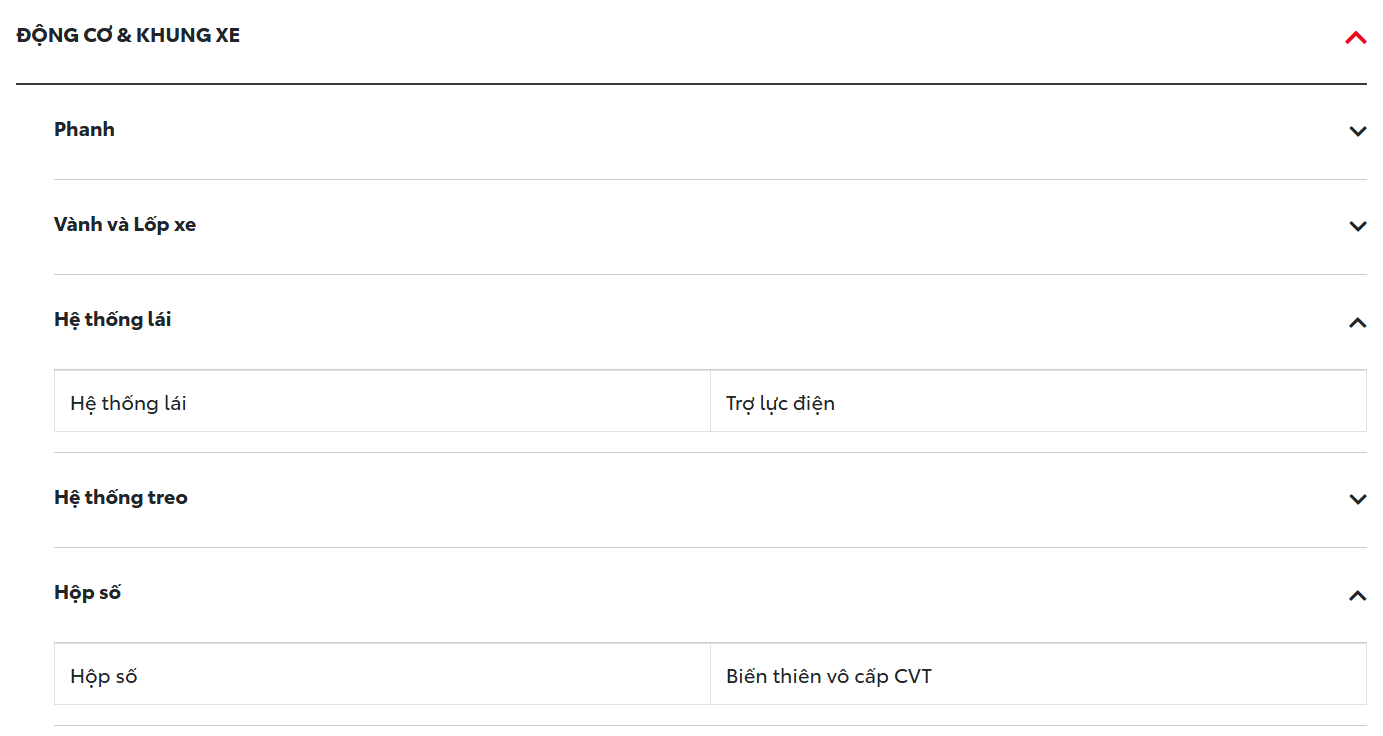 ĐỘNG CƠ & KHUNG XE
Phanh
Vành và Lốp xe
Hệ thống lái
Hệ thống lái Trợ lực điện
Hệ thống treo
Hộp số
Hộp số Biến thiên vô cấp CVT